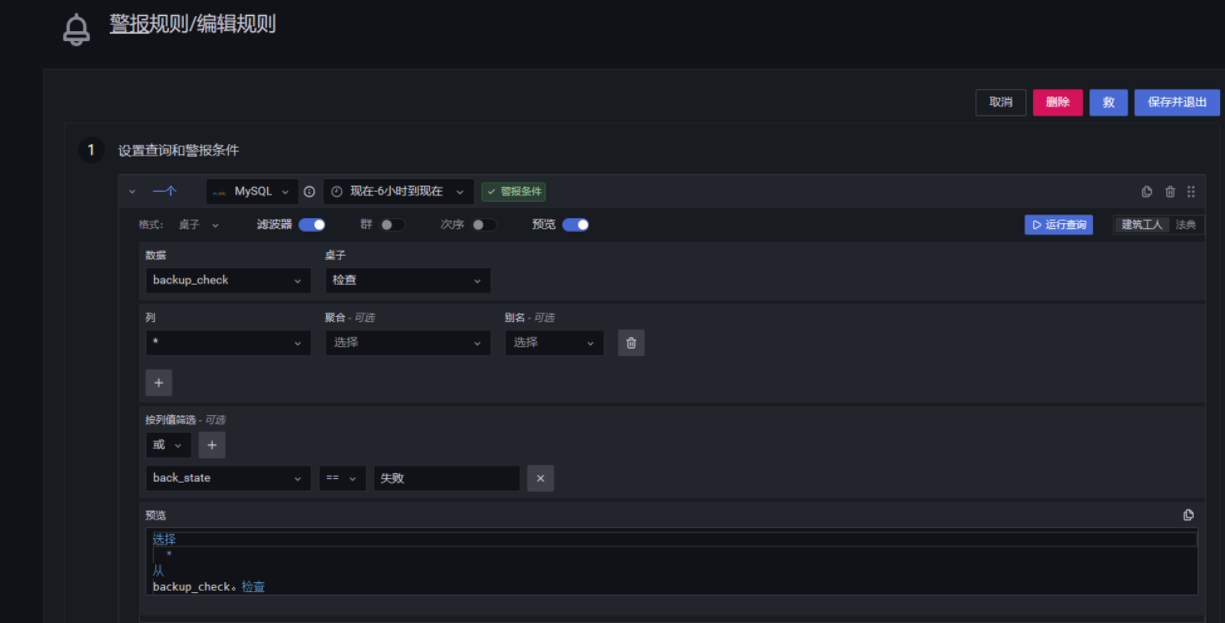 警报规则/编辑规则
取消 删除 救 保存并退出
1 设置查询和警报条件
一个 MySQL 现在-6小时到现在 警报条件
格式: 桌子 滤波器 群 次序 预览 运行查询 建筑工人 法典
数据 桌子
backup_check 检查
列 聚合 - 可选 别名 - 可选
* 选择 选择
+
按列值筛选 - 可选
或 +
back_state == 失败 ×
预览
选择
*
从
backup_check。检查